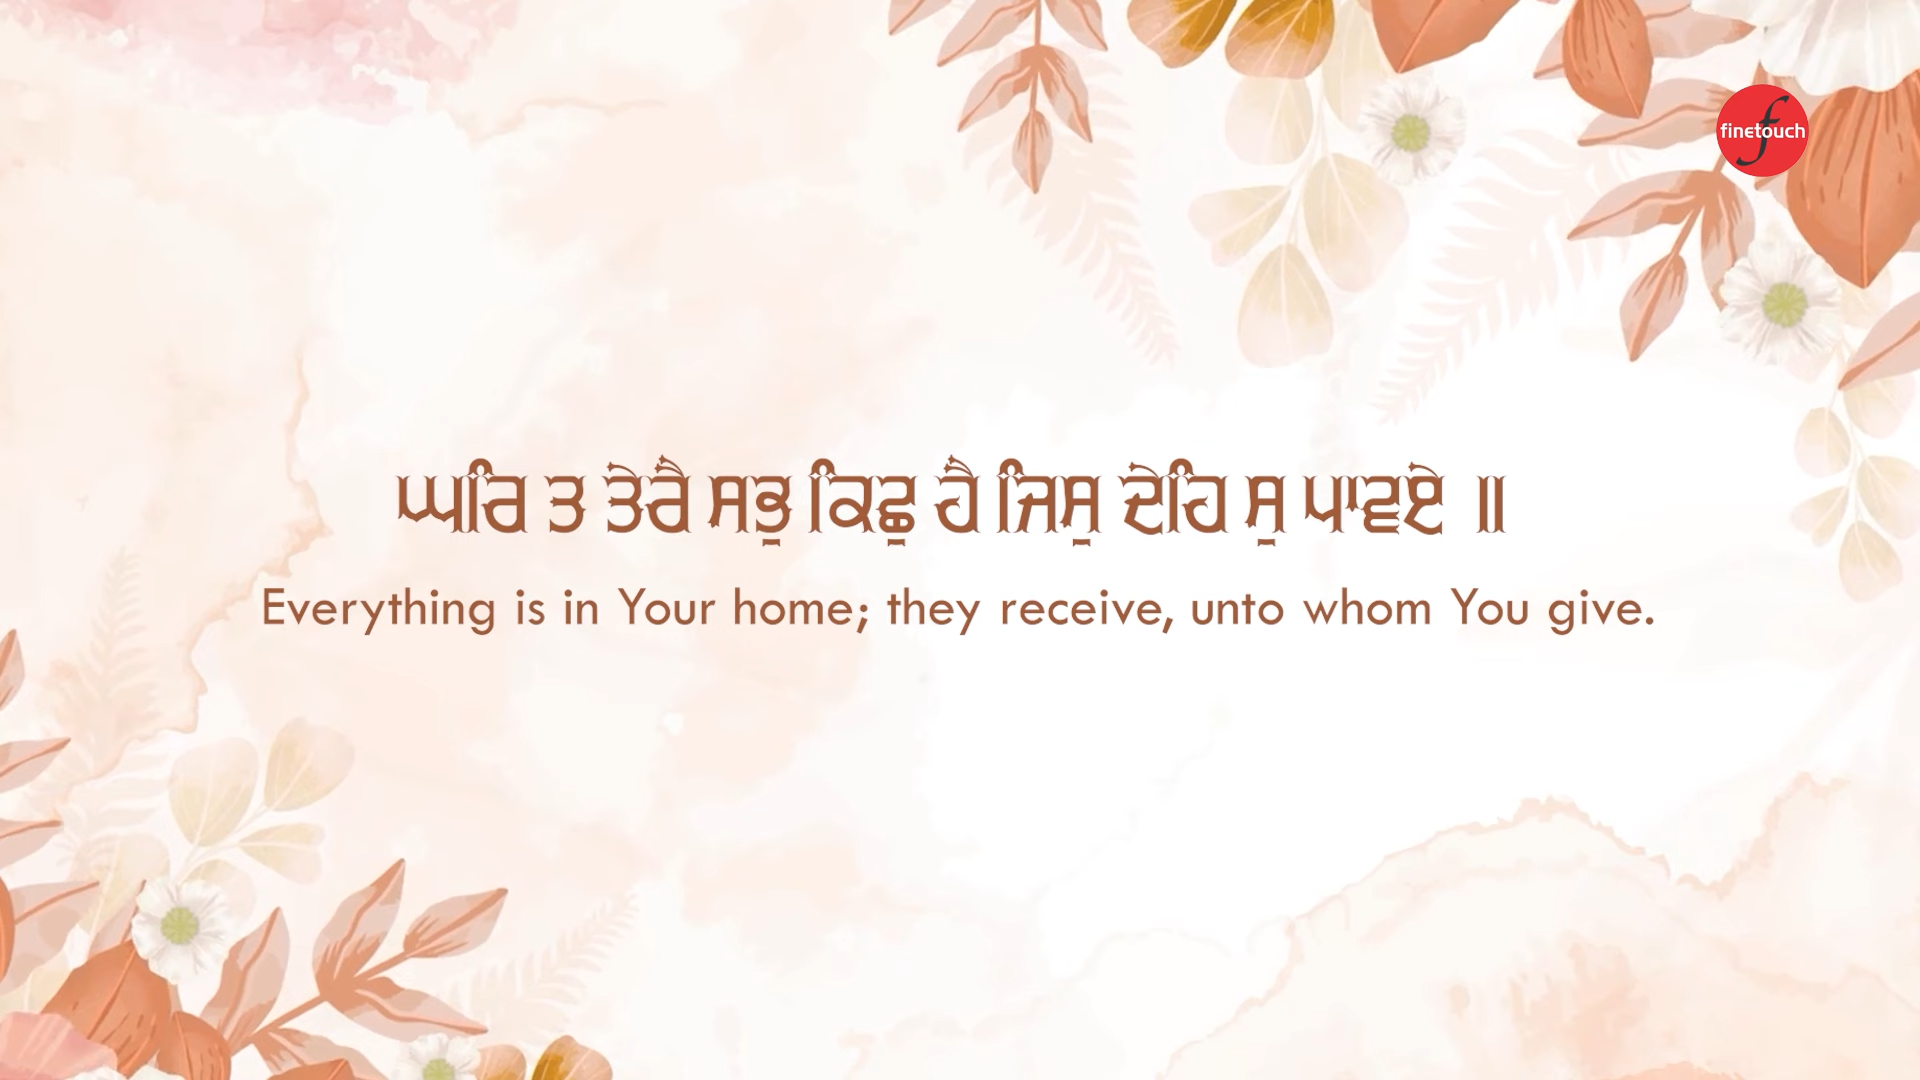 finetouch
ਘਰਿ ਤ ਤੇਰੈ ਸਭੁ ਕਿਛੁ ਹੈ ਜਿਸੁ ਦੇਹਿ ਸੁ ਪਾਵਏ ॥
Everything is in Your home; they receive, unto whom You give.